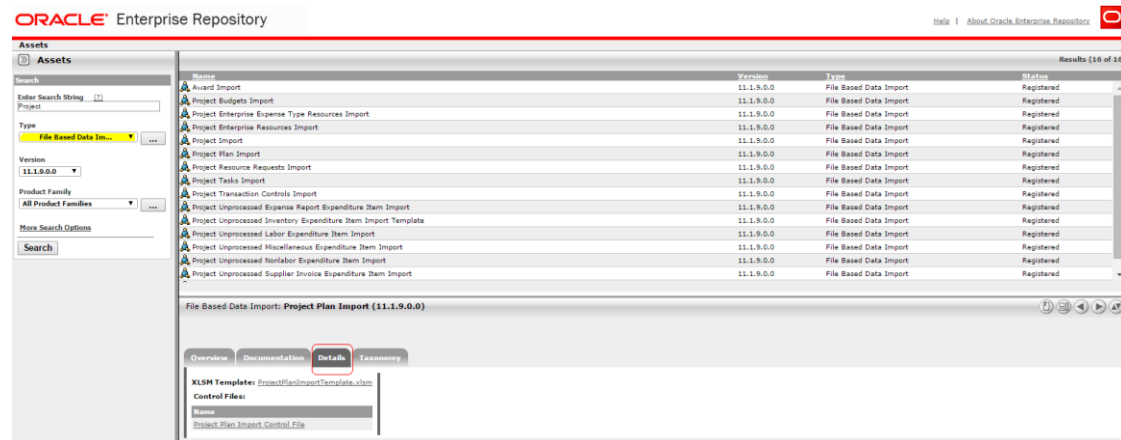 ORACLE Enterprise Repository
Help | About Oracle Enterprise Repository
Assets
Assets
Results (16 of 16
Search
Enter Search String [?]
Project
Type
File Based Data Im...
...
Version
11.1.9.0.0
Product Family
All Product Families
...
More Search Options
Search
Name Version Type Status
Award Import 11.1.9.0.0 File Based Data Import Registered
Project Budgets Import 11.1.9.0.0 File Based Data Import Registered
Project Enterprise Expense Type Resources Import 11.1.9.0.0 File Based Data Import Registered
Project Enterprise Resources Import 11.1.9.0.0 File Based Data Import Registered
Project Import 11.1.9.0.0 File Based Data Import Registered
Project Plan Import 11.1.9.0.0 File Based Data Import Registered
Project Resource Requests Import 11.1.9.0.0 File Based Data Import Registered
Project Tasks Import 11.1.9.0.0 File Based Data Import Registered
Project Transaction Controls Import 11.1.9.0.0 File Based Data Import Registered
Project Unprocessed Expense Report Expenditure Item Import 11.1.9.0.0 File Based Data Import Registered
Project Unprocessed Inventory Expenditure Item Import Template 11.1.9.0.0 File Based Data Import Registered
Project Unprocessed Labor Expenditure Item Import 11.1.9.0.0 File Based Data Import Registered
Project Unprocessed Miscellaneous Expenditure Item Import 11.1.9.0.0 File Based Data Import Registered
Project Unprocessed Nonlabor Expenditure Item Import 11.1.9.0.0 File Based Data Import Registered
Project Unprocessed Supplier Invoice Expenditure Item Import 11.1.9.0.0 File Based Data Import Registered
File Based Data Import: Project Plan Import (11.1.9.0.0)
Overview Documentation Details Taxonomy
XLSM Template: ProjectPlanImportTemplate.xlsm
Control Files:
Name
Project Plan Import Control File